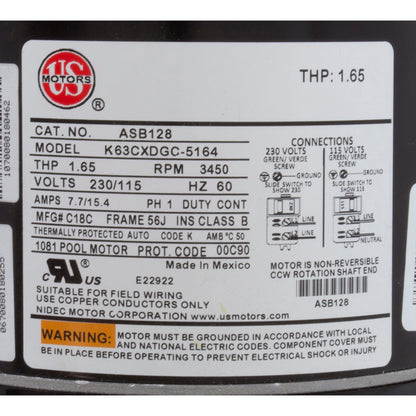 US
MOTORS
®
THP: 1.65
CAT. NO. ASB128
MODEL K63CXDGC-5164
THP 1.65 RPM 3450
VOLTS 230/115 HZ 60
AMPS 7.7/15.4 PH 1 DUTY CONT
MFG# C18C FRAME 56J INS CLASS B
THERMALLY PROTECTED AUTO CODE K AMB °C 50
1081 POOL MOTOR PROT. CODE 00C90
Made in Mexico
C UR US E22922
SUITABLE FOR FIELD WIRING
USE COPPER CONDUCTORS ONLY
NIDEC MOTOR CORPORATION www.usmotors.com
CONNECTIONS
230 VOLTS
GREEN/ VERDE
SCREW
GROUND
SLIDE SWITCH TO
SHOW 230
LINE
LINE
115 VOLTS
GREEN/ VERDE
SCREW
GROUND
SLIDE SWITCH TO
SHOW 115
LINE
NEUTRAL
MOTOR IS NON-REVERSIBLE
CCW ROTATION SHAFT END
ASB128
WARNING: MOTOR MUST BE GROUNDED IN ACCORDANCE WITH LOCAL
AND NATIONAL ELECTRIC CODES. COMPONENT COVER MUST
BE IN PLACE BEFORE OPERATING TO PREVENT ELECTRICAL SHOCK OR INJURY
1070080180462
0670080180255